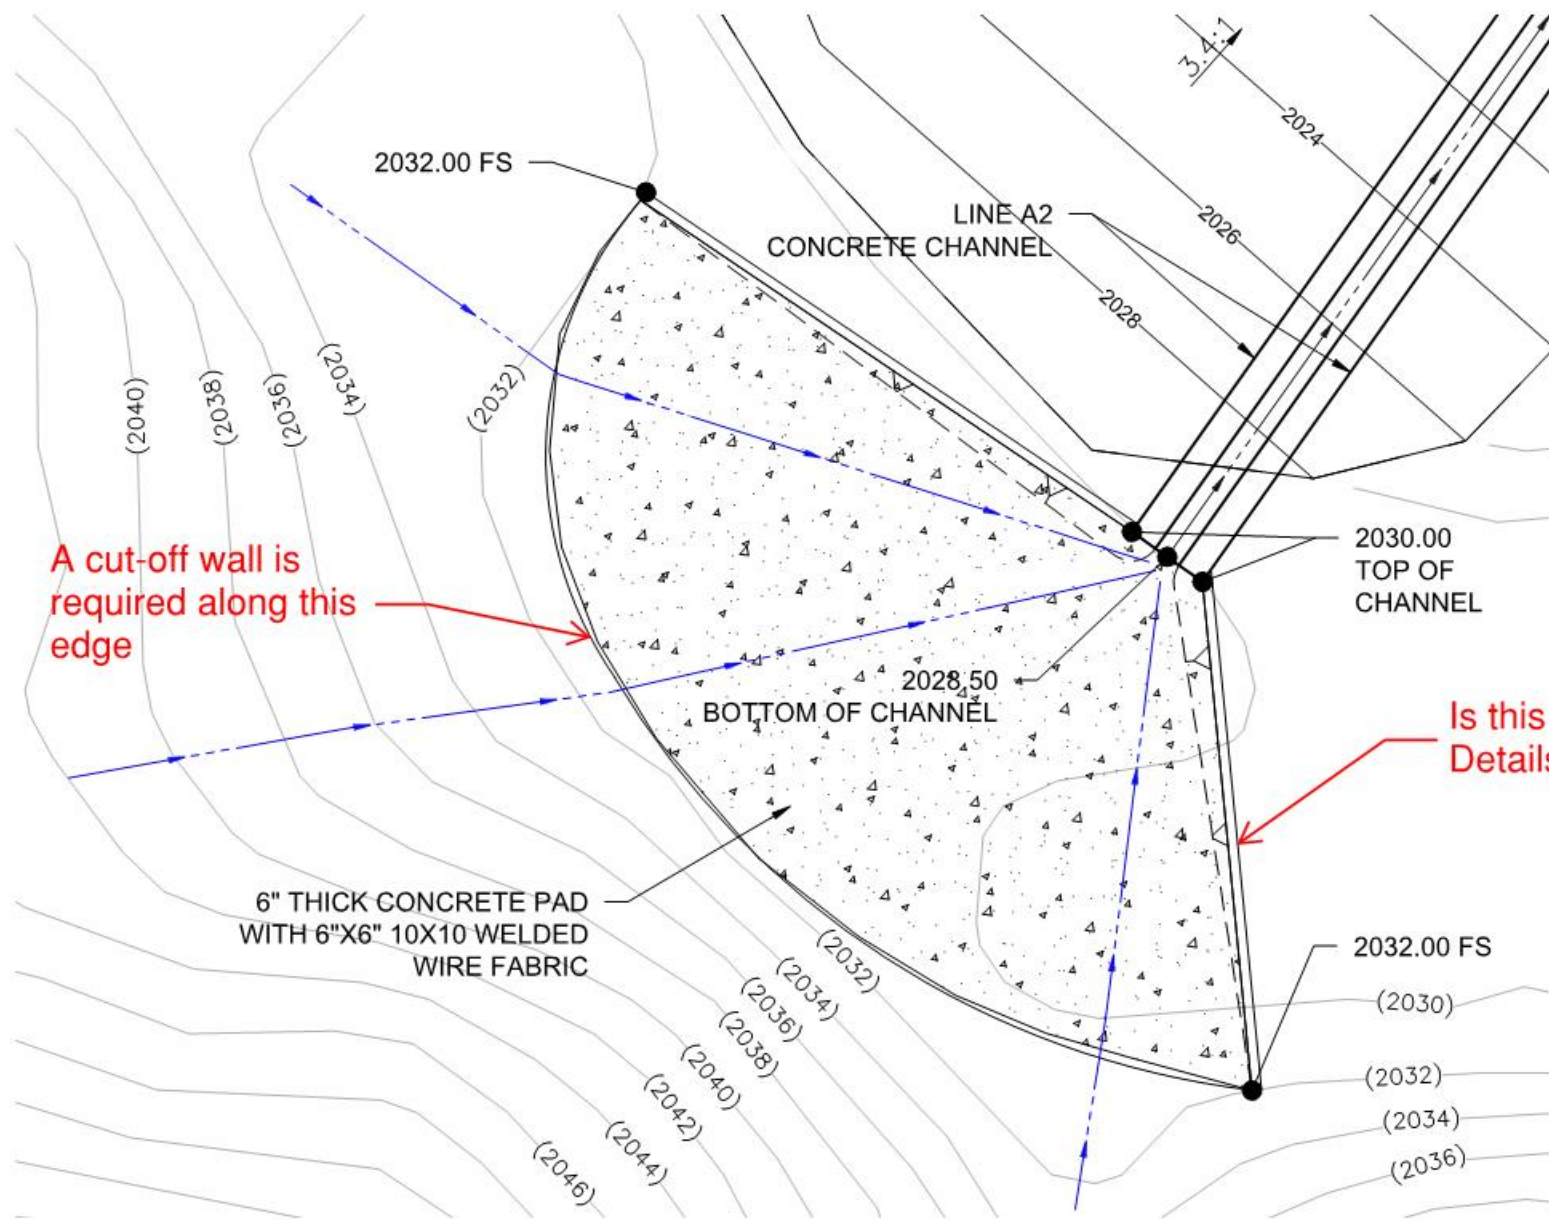 3.4:1
2024
2032.00 FS
LINE A2
CONCRETE CHANNEL
2026
2028
(2040)
(2038)
(2036)
(2034)
(2032)
A cut-off wall is
required along this
edge
2030.00
TOP OF
CHANNEL
2028.50
BOTTOM OF CHANNEL
Is this
Details
6" THICK CONCRETE PAD
WITH 6"X6" 10X10 WELDED
WIRE FABRIC
2032.00 FS
(2032)
(2034)
(2036)
(2038)
(2040)
(2042)
(2044)
(2046)
(2030)
(2032)
(2034)
(2036)